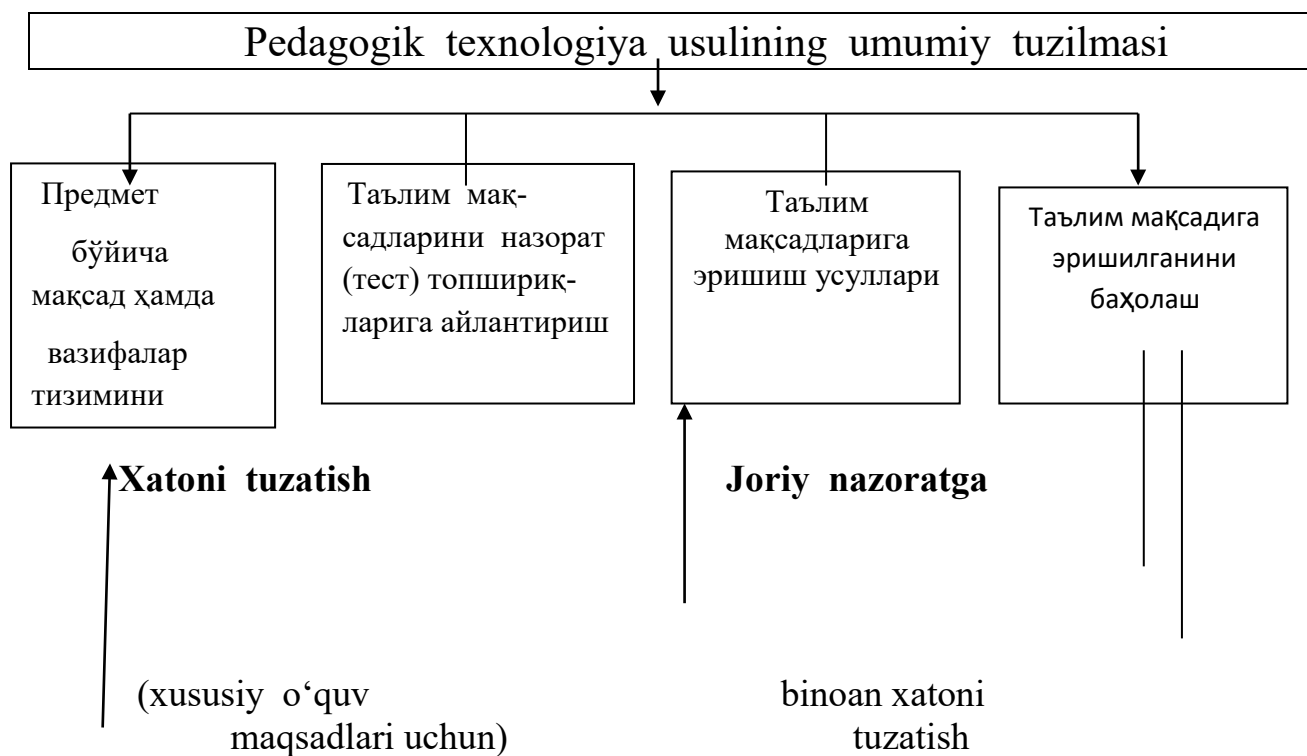 Pedagogik texnologiya usulining umumiy tuzilmasi
Предмет
бўйича
мақсад ҳамда
вазифалар
тизимини
Таълим мақ-
садларини назорат
(тест) топшириқ-
ларига айлантириш
Таълим
мақсадларига
эришиш усуллари
Таълим мақсадига
эришилганини
баҳолаш
Xatoni tuzatish
Joriy nazoratga
(xususiy o‘quv
maqsadlari uchun)
binoan xatoni
tuzatish